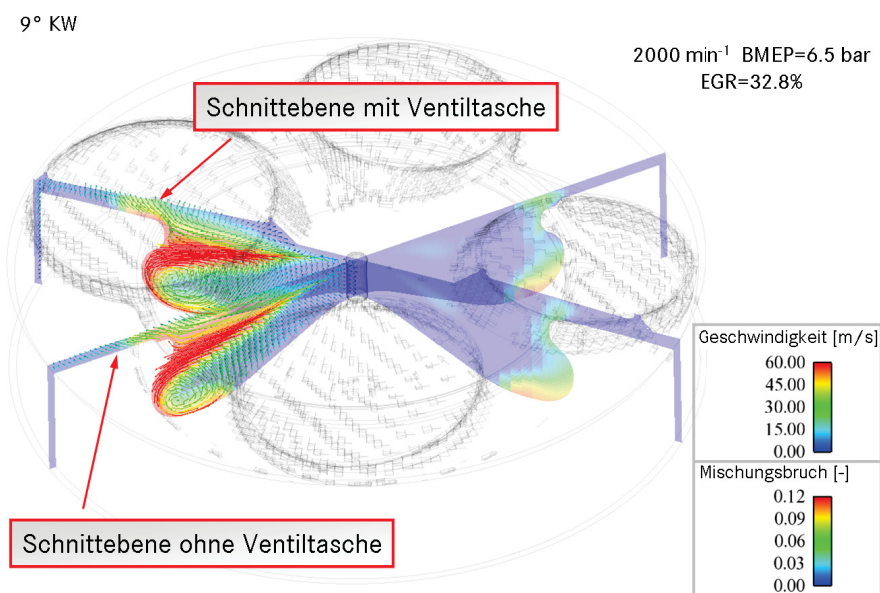 9° KW
2000 min⁻¹ BMEP=6.5 bar
EGR=32.8%
Schnittebene mit Ventiltasche
Geschwindigkeit [m/s]
60.00
45.00
30.00
15.00
0.00
Mischungsbruch [-]
0.12
0.09
0.06
0.03
0.00
Schnittebene ohne Ventiltasche